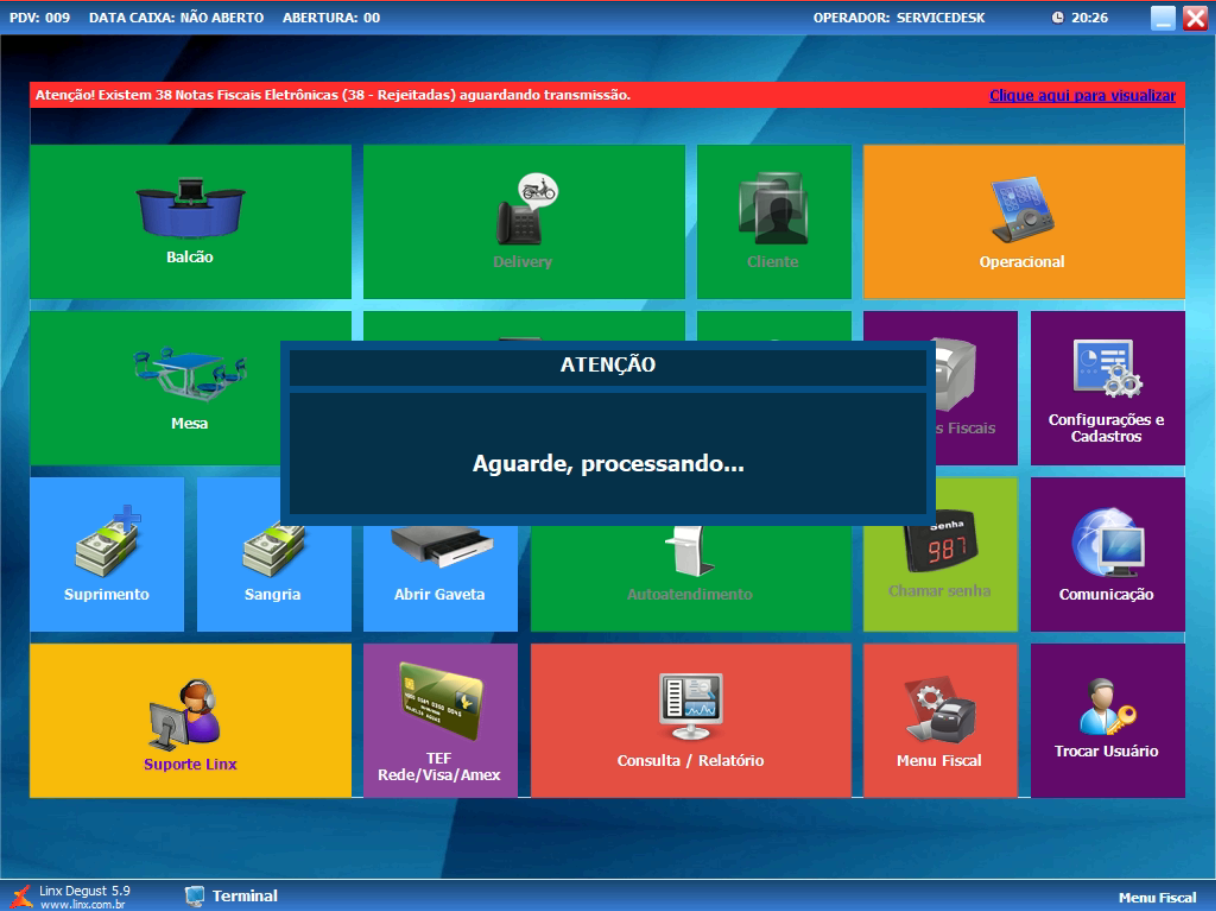 PDV: 009 DATA CAIXA: NÃO ABERTO ABERTURA: 00 OPERADOR: SERVICEDESK 20:26
Atenção! Existem 38 Notas Fiscais Eletrônicas (38 - Rejeitadas) aguardando transmissão. Clique aqui para visualizar
Balcão
Delivery
Cliente
Operacional
ATENÇÃO
Aguarde, processando...
Mesa
s Fiscais
Configurações e
Cadastros
Suprimento
Sangria
Abrir Gaveta
Autoatendimento
Senha
987
Chamar senha
Comunicação
Suporte Linx
TEF
Rede/Visa/Amex
Consulta / Relatório
Menu Fiscal
Trocar Usuário
Linx Degust 5.9
www.linx.com.br
Terminal
Menu Fiscal